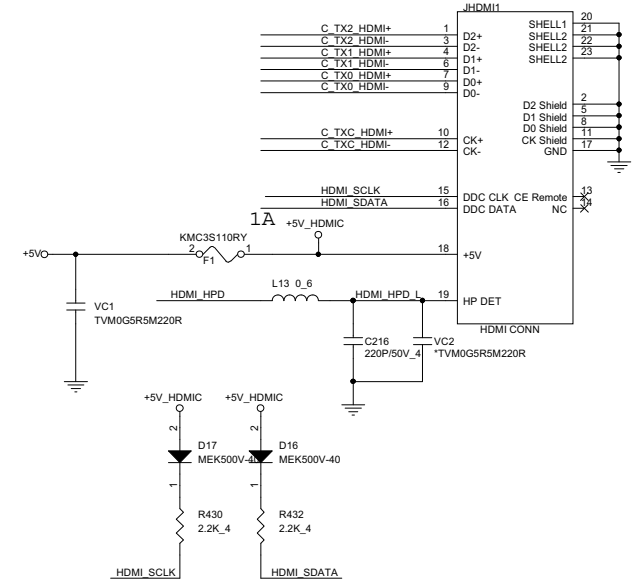 JHDMI1
C_TX2_HDMI+ 1 D2+ SHELL1 20
C_TX2_HDMI- 3 D2- SHELL2 21
C_TX1_HDMI+ 4 D1+ SHELL2 22
C_TX1_HDMI- 6 D1- SHELL2 23
C_TX0_HDMI+ 7 D0+
C_TX0_HDMI- 9 D0-
D2 Shield 2
D1 Shield 5
D0 Shield 8
C_TXC_HDMI+ 10 CK+ CK Shield 11
C_TXC_HDMI- 12 CK- GND 17
HDMI_SCLK 15 DDC CLK CE Remote 13
HDMI_SDATA 16 DDC DATA NC 14
1A +5V_HDMIC
KMC3S110RY
+5V 2 F1 1 18 +5V
L13 0_6
HDMI_HPD HDMI_HPD_L 19 HP DET
HDMI CONN
VC1
TVM0G5R5M220R
C216
220P/50V_4
VC2
*TVM0G5R5M220R
+5V_HDMIC +5V_HDMIC
2 2
D17
MEK500V-40
D16
MEK500V-40
1 1
R430
2.2K_4
R432
2.2K_4
HDMI_SCLK HDMI_SDATA